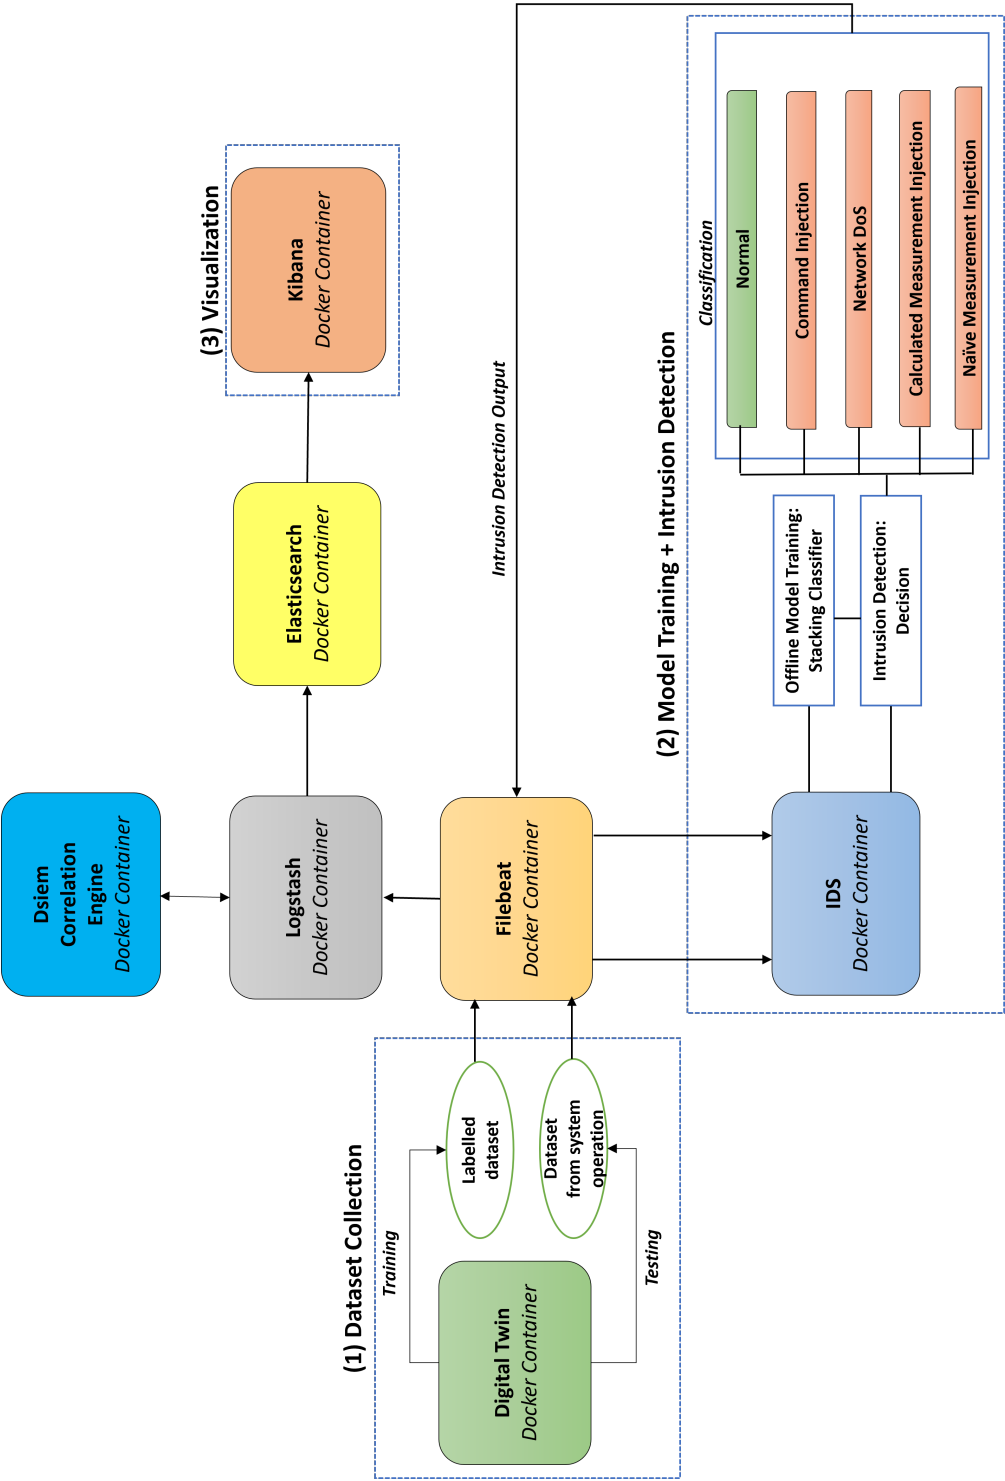 (1) Dataset Collection
Training
Digital Twin
Docker Container
Testing
Labelled
dataset
Dataset
from system
operation
Dsiem
Correlation
Engine
Docker Container
Logstash
Docker Container
Filebeat
Docker Container
Elasticsearch
Docker Container
(3) Visualization
Kibana
Docker Container
Intrusion Detection Output
(2) Model Training + Intrusion Detection
IDS
Docker Container
Offline Model Training:
Stacking Classifier
Intrusion Detection:
Decision
Classification
Normal
Command Injection
Network DoS
Calculated Measurement Injection
Naïve Measurement Injection